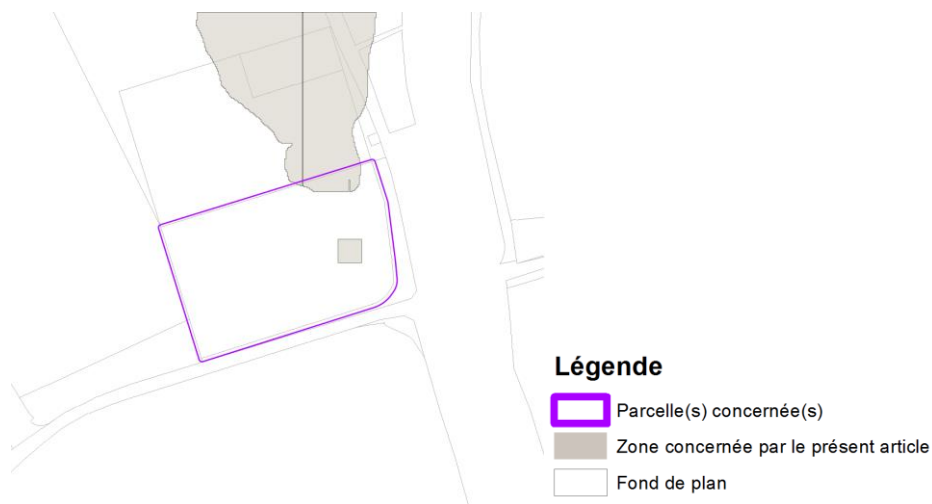 Légende
Parcelle(s) concernée(s)
Zone concernée par le présent article
Fond de plan